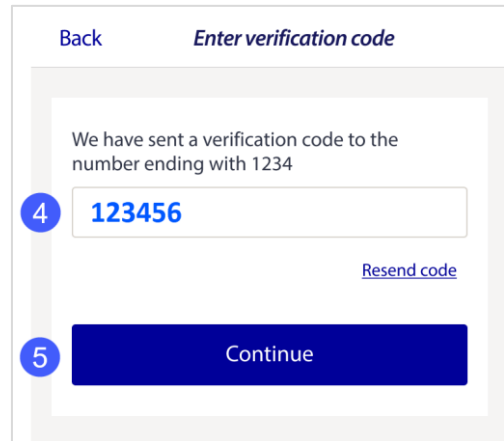 Back Enter verification code
We have sent a verification code to the
number ending with 1234
4 123456
Resend code
5 Continue